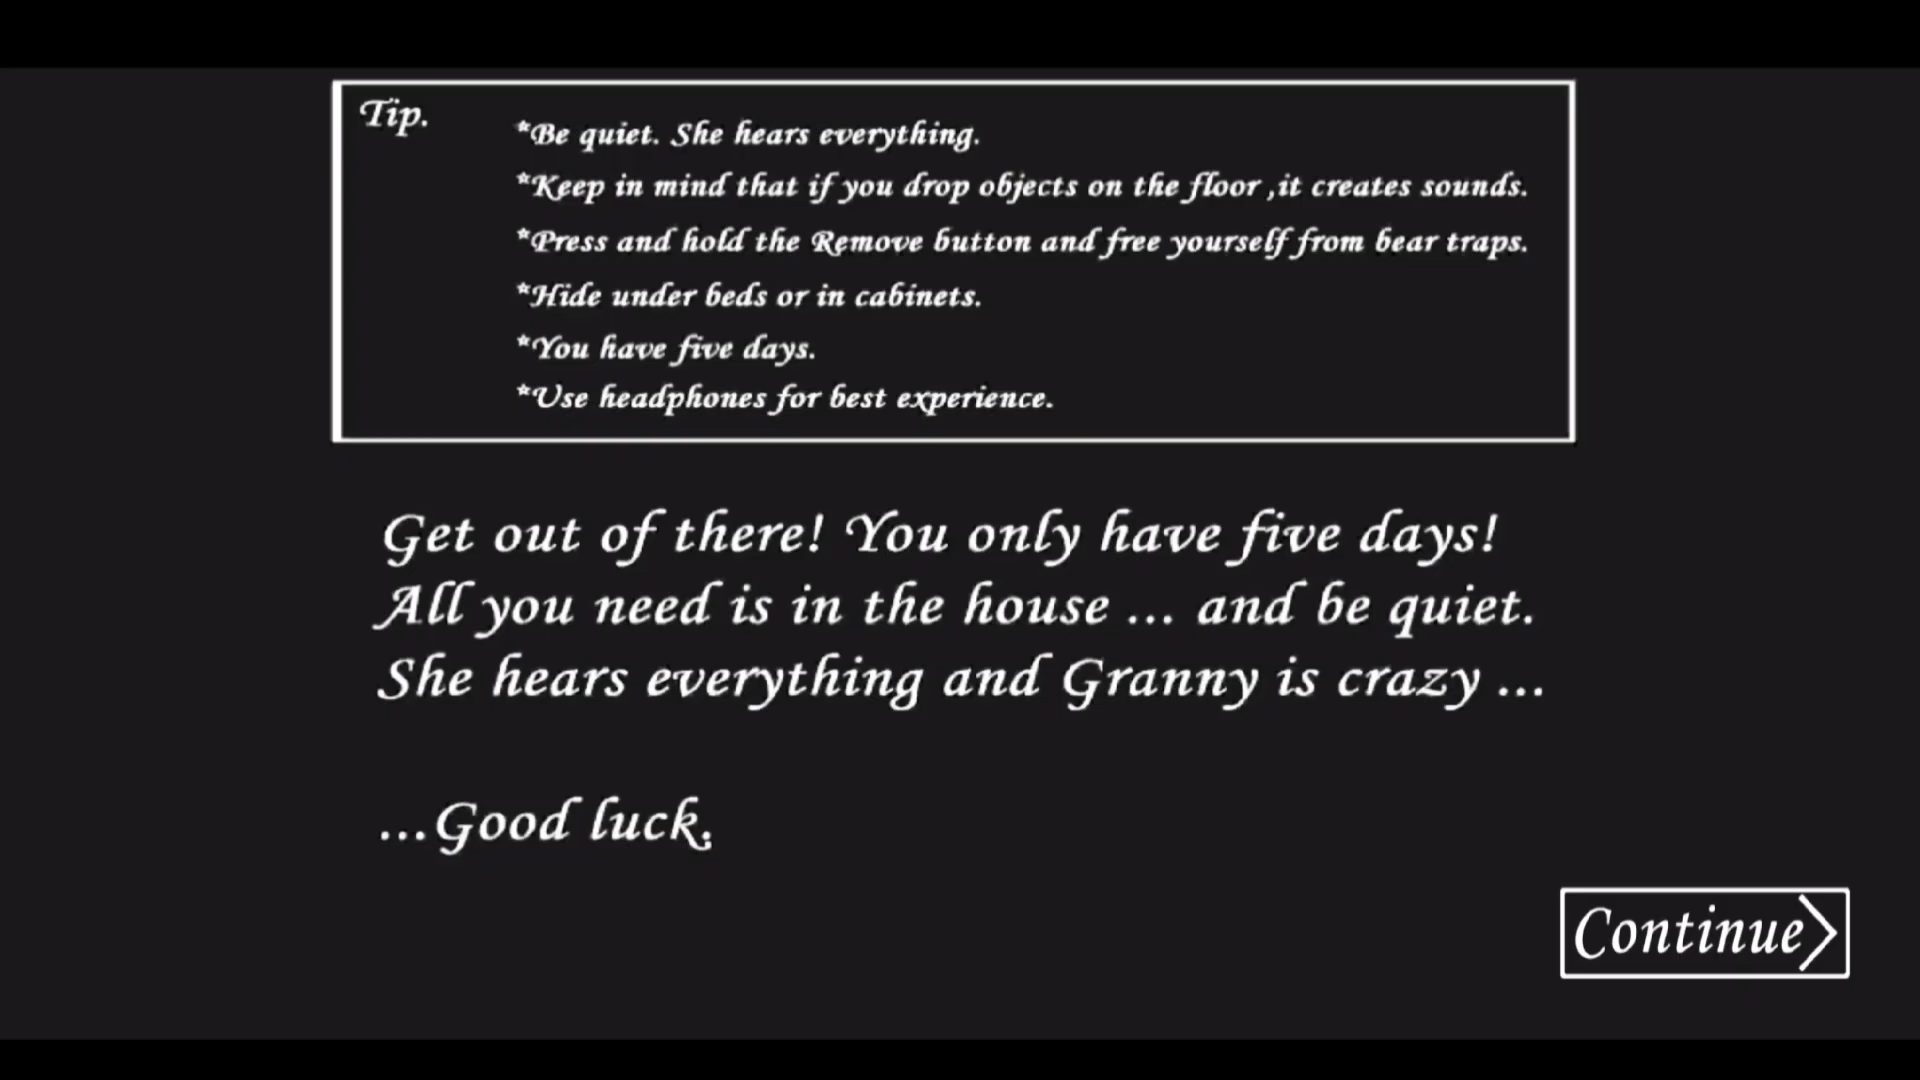 Tip.
*Be quiet. She hears everything.
*Keep in mind that if you drop objects on the floor ,it creates sounds.
*Press and hold the Remove button and free yourself from bear traps.
*Hide under beds or in cabinets.
*You have five days.
*Use headphones for best experience.
Get out of there! You only have five days!
All you need is in the house ... and be quiet.
She hears everything and Granny is crazy ...
...Good luck.
Continue